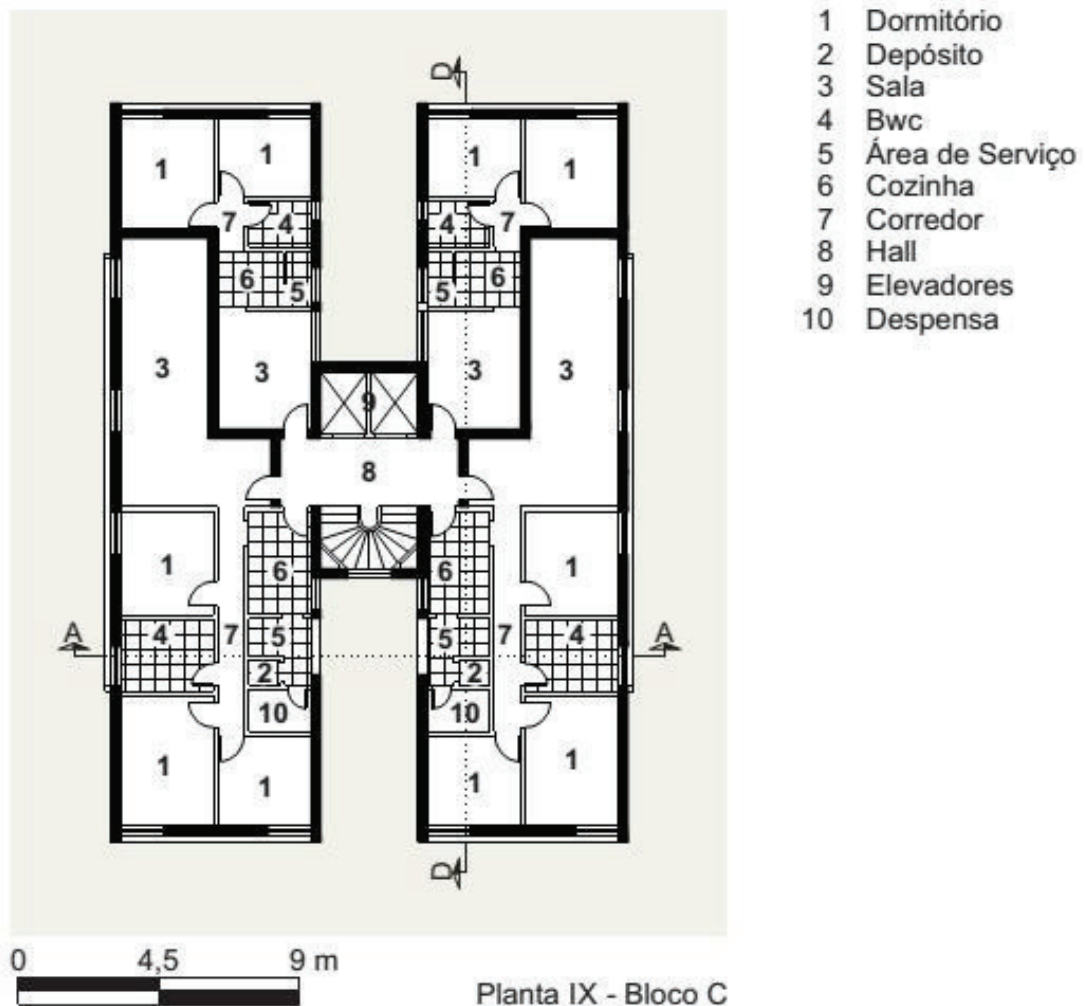 1 Dormitório
2 Depósito
3 Sala
4 Bwc
5 Área de Serviço
6 Cozinha
7 Corredor
8 Hall
9 Elevadores
10 Despensa
D
1 1 1 1
7 4 4 7
6 5 5 6
3 3 3 3
9
8
1 6 6 1
A 4 7 5 5 7 4 A
2 2
10 10
1 1 1 1
D
0 4,5 9 m
Planta IX - Bloco C